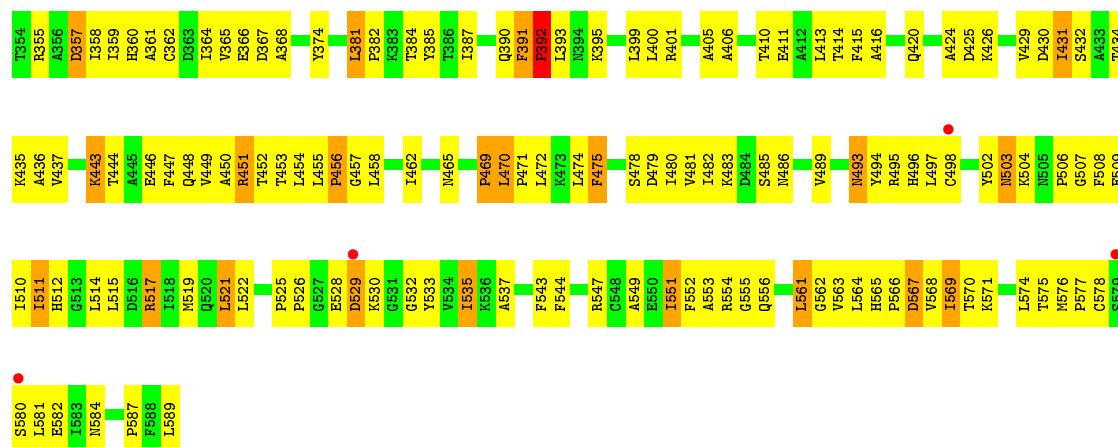 T354 R355 A356 D357 I358 I359 H360 A361 C362 D363 I364 V365 E366 D367 A368 Y374 L381 P382 K383 T384 Y385 T386 I387 Q390 F391 P392 L393 N394 K395 L399 L400 R401 A405 A406 T410 E411 A412 L413 T414 F415 A416 Q420 A424 D425 K426 V429 D430 I431 S432 A433 T434
K435 A436 V437 K443 T444 A445 E446 F447 Q448 V449 A450 R451 T452 T453 L454 L455 P456 G457 L458 I462 N465 P469 L470 P471 L472 K473 L474 F475 S478 D479 I480 V481 I482 K483 D484 S485 N486 V489 N493 Y494 R495 H496 L497 C498 Y502 N503 K504 N505 P506 G507 F508
I510 I511 H512 G513 L514 L515 D516 R517 I518 M519 Q520 L521 L522 P525 P526 G527 E528 D529 K530 G531 G532 Y533 V534 I535 K536 A537 F543 F544 R547 C548 A549 E550 I551 F552 A553 R554 G555 Q556 L561 G562 V563 L564 H565 P566 D567 V568 I569 T570 K571 L574 T575 M576 P577 C578 S579
S580 L581 E582 I583 N584 P587 F588 L589